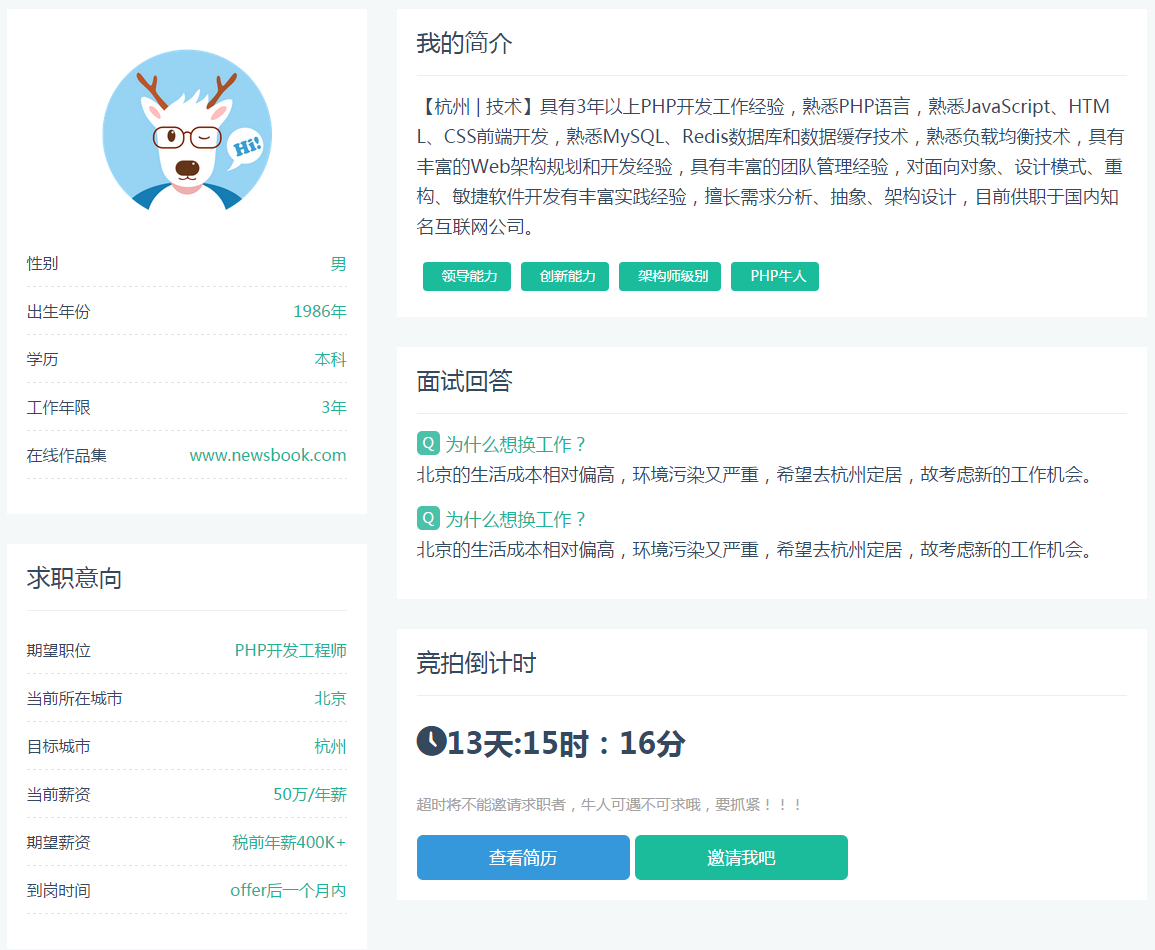 Hi!
性别 男
出生年份 1986年
学历 本科
工作年限 3年
在线作品集 www.newsbook.com
求职意向
期望职位 PHP开发工程师
当前所在城市 北京
目标城市 杭州
当前薪资 50万/年薪
期望薪资 税前年薪400K+
到岗时间 offer后一个月内
我的简介
【杭州 | 技术】具有3年以上PHP开发工作经验，熟悉PHP语言，熟悉JavaScript、HTM
L、CSS前端开发，熟悉MySQL、Redis数据库和数据缓存技术，熟悉负载均衡技术，具有
丰富的Web架构规划和开发经验，具有丰富的团队管理经验，对面向对象、设计模式、重
构、敏捷软件开发有丰富实践经验，擅长需求分析、抽象、架构设计，目前供职于国内知
名互联网公司。
领导能力 创新能力 架构师级别 PHP牛人
面试回答
Q 为什么想换工作？
北京的生活成本相对偏高，环境污染又严重，希望去杭州定居，故考虑新的工作机会。
Q 为什么想换工作？
北京的生活成本相对偏高，环境污染又严重，希望去杭州定居，故考虑新的工作机会。
竞拍倒计时
13天:15时：16分
超时将不能邀请求职者，牛人可遇不可求哦，要抓紧！！！
查看简历 邀请我吧